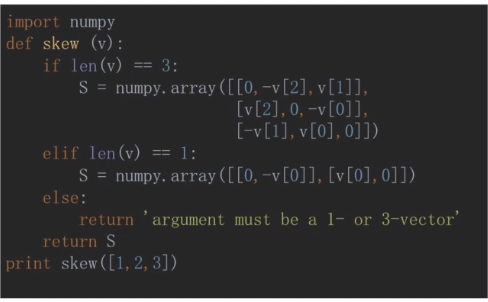 import numpy
def skew (v):
    if len(v) == 3:
        S = numpy.array([[0,-v[2],v[1]],
                         [v[2],0,-v[0]],
                         [-v[1],v[0],0]])
    elif len(v) == 1:
        S = numpy.array([[0,-v[0]],[v[0],0]])
    else:
        return 'argument must be a 1- or 3-vector'
    return S
print skew([1,2,3])